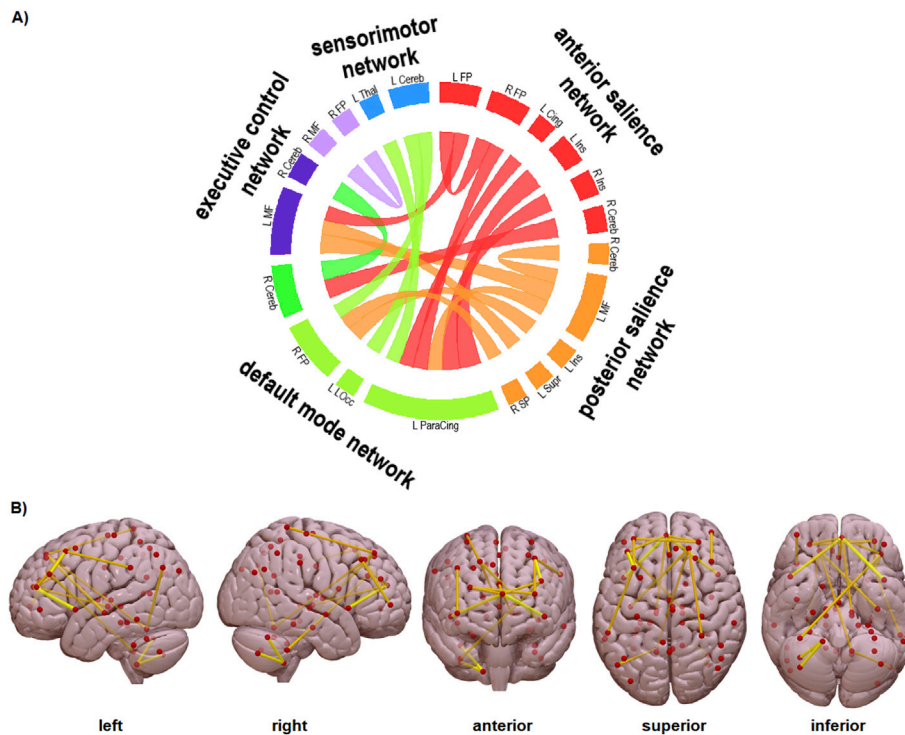 A)
sensorimotor
network
anterior salience
network
executive control
network
posterior salience
network
default mode network
L FP
R FP
L Cing
L Ins
R Ins
R Cereb
R Cereb
L MF
L Ins
L Supr
R SP
L ParaCing
L LOcc
R FP
R Cereb
L MF
R Cereb
R MF
R FP
L Thal
L Cereb
B)
left
right
anterior
superior
inferior